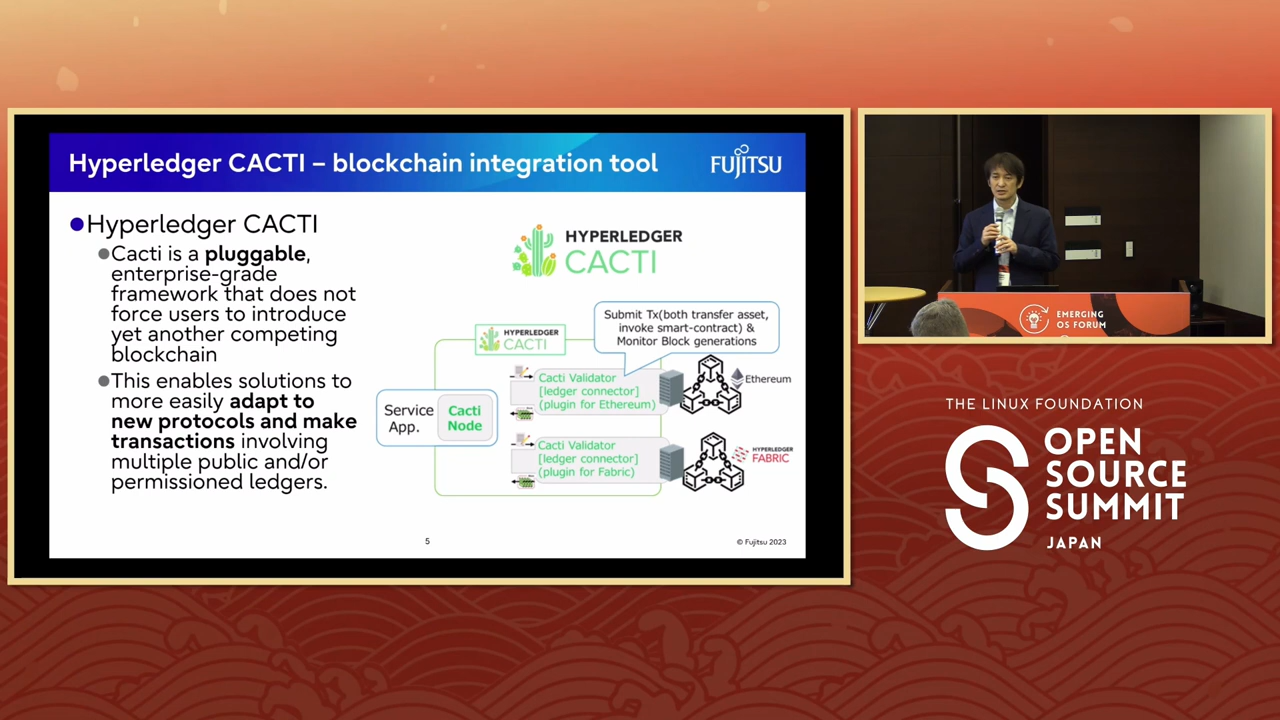 Hyperledger CACTI – blockchain integration tool
FUJITSU
Hyperledger CACTI
Cacti is a pluggable,
enterprise-grade
framework that does not
force users to introduce
yet another competing
blockchain
This enables solutions to
more easily adapt to
new protocols and make
transactions involving
multiple public and/or
permissioned ledgers.
HYPERLEDGER
CACTI
Submit Tx(both transfer asset,
invoke smart-contract) &
Monitor Block generations
HYPERLEDGER
CACTI
Service
App.
Cacti
Node
Cacti Validator
[ledger connector]
(plugin for Ethereum)
Ethereum
Cacti Validator
[ledger connector]
(plugin for Fabric)
HYPERLEDGER
FABRIC
5
© Fujitsu 2023
EMERGING
OS FORUM
THE LINUX FOUNDATION
OPEN
SOURCE
SUMMIT
JAPAN